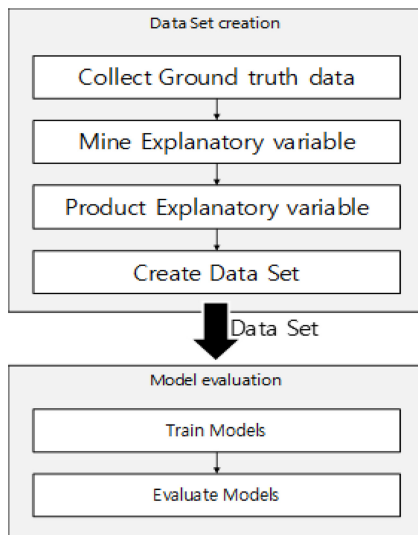 Data Set creation
Collect Ground truth data
Mine Explanatory variable
Product Explanatory variable
Create Data Set
Data Set
Model evaluation
Train Models
Evaluate Models